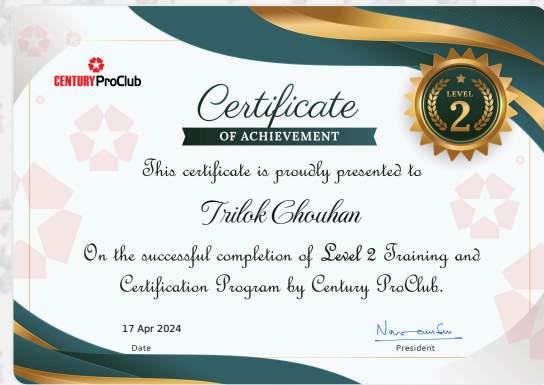 CENTURY ProClub
Certificate
OF ACHIEVEMENT
LEVEL
2
This certificate is proudly presented to
Trilok Chouhan
On the successful completion of Level 2 Training and
Certification Program by Century ProClub.
17 Apr 2024
Date
President